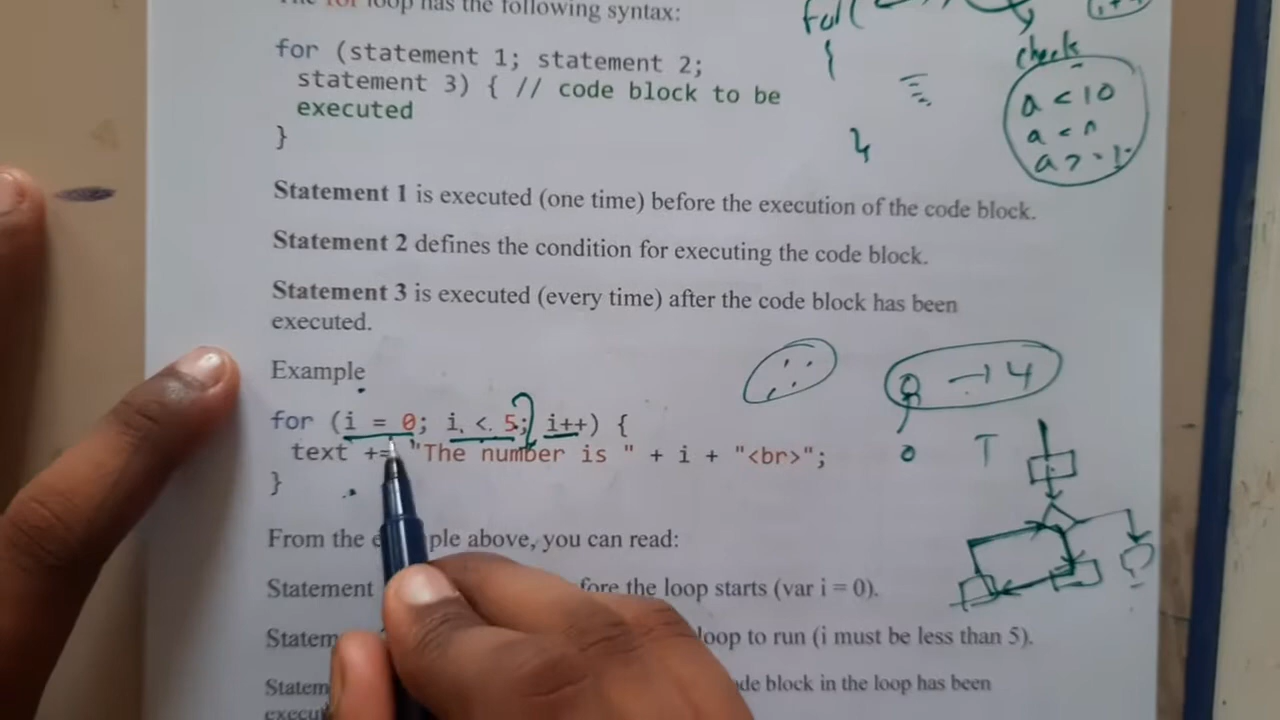 The for loop has the following syntax:
for (
{
}
i++
check
a < 10
a < n
for (statement 1; statement 2;
statement 3) { // code block to be
executed
}
Statement 1 is executed (one time) before the execution of the code block.
Statement 2 defines the condition for executing the code block.
Statement 3 is executed (every time) after the code block has been
executed.
Example
→ 4
for (i = 0; i < 5; i++) {
text += "The number is " + i + "<br>";
}
0 T
From the ple above, you can read:
Statement fore the loop starts (var i = 0).
Statem loop to run (i must be less than 5).
Statem de block in the loop has been
execut